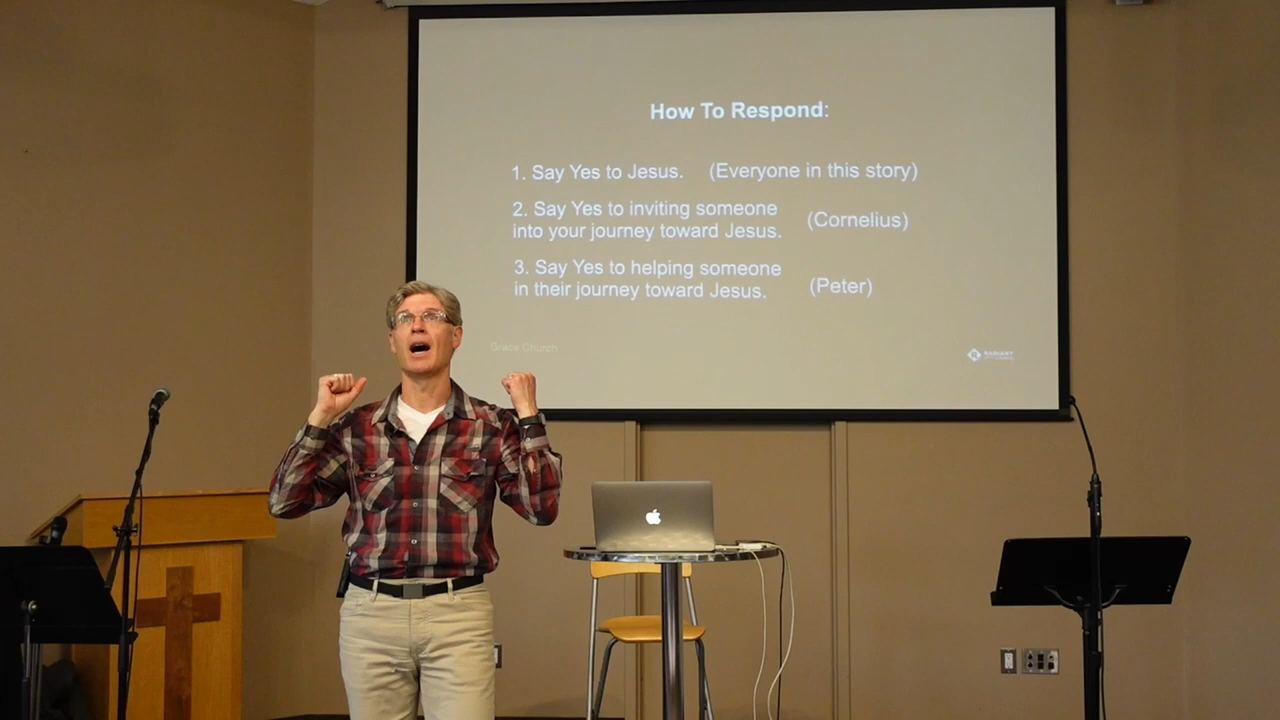 How To Respond:
1. Say Yes to Jesus. (Everyone in this story)
2. Say Yes to inviting someone
into your journey toward Jesus. (Cornelius)
3. Say Yes to helping someone
in their journey toward Jesus. (Peter)
Grace Church
RADIANT